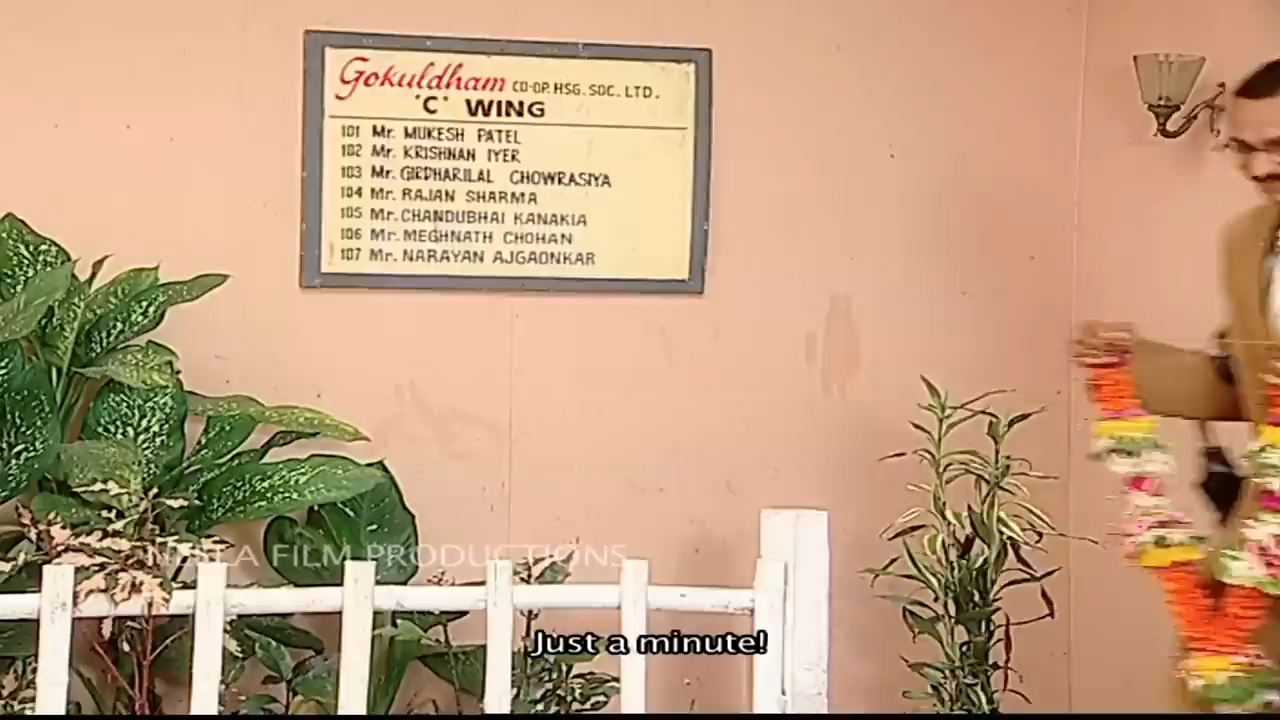 Gokuldham CO-OP. HSG. SOC. LTD.
'C' WING
101 Mr. MUKESH PATEL
102 Mr. KRISHNAN IYER
103 Mr. GIRDHARILAL CHOWRASIYA
104 Mr. RAJAN SHARMA
105 Mr. CHANDUBHAI KANAKIA
106 Mr. MEGHNATH CHOHAN
107 Mr. NARAYAN AJGAONKAR
NEELA FILM PRODUCTIONS
Just a minute!